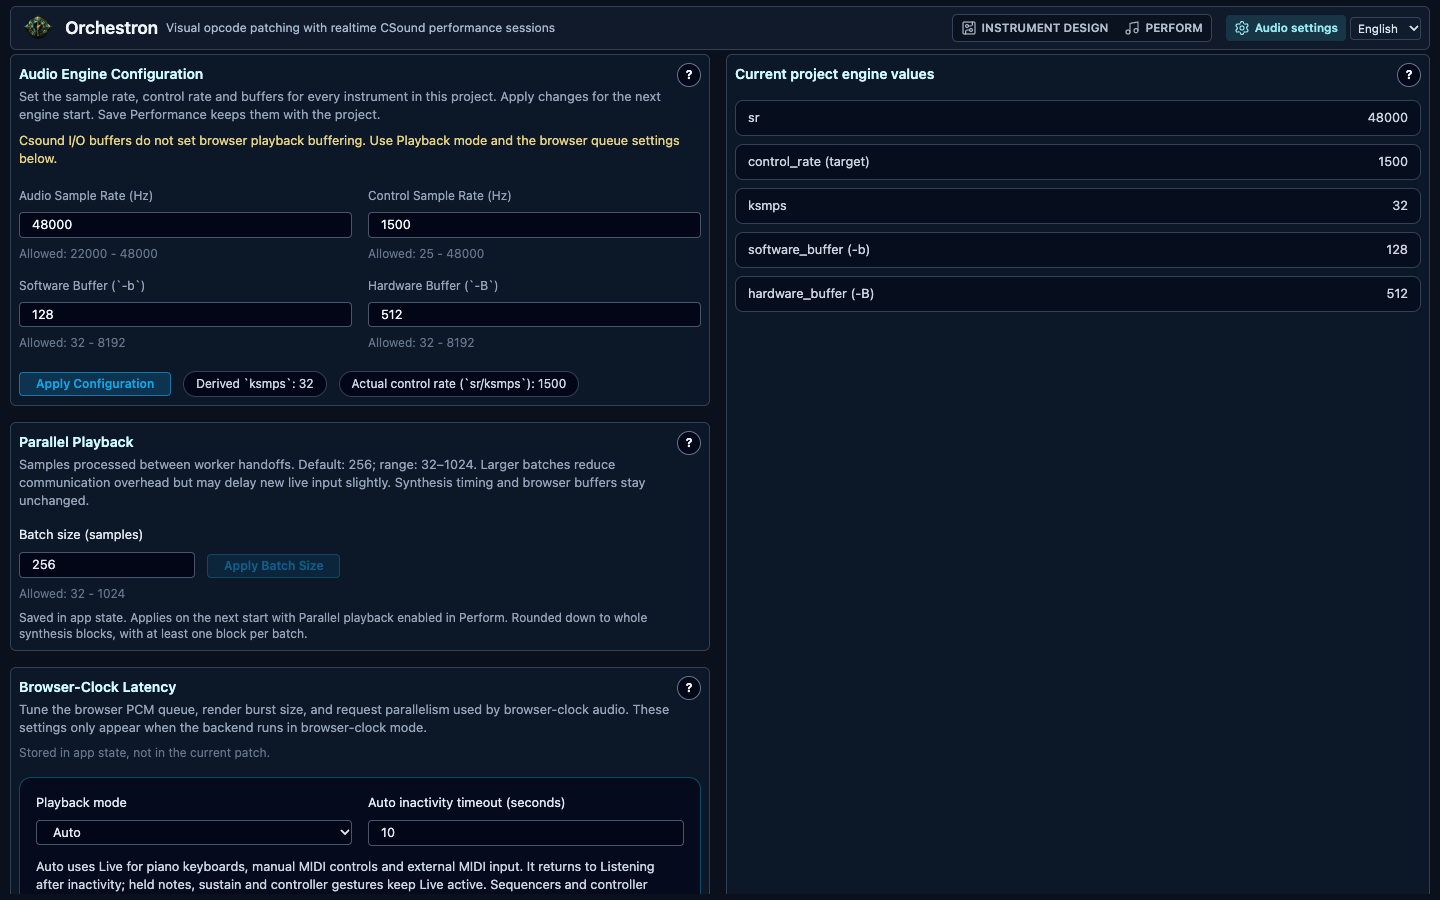 Orchestron
Visual opcode patching with realtime CSound performance sessions
INSTRUMENT DESIGN
PERFORM
Audio settings
English
Audio Engine Configuration
?
Set the sample rate, control rate and buffers for every instrument in this project. Apply changes for the next
engine start. Save Performance keeps them with the project.
Csound I/O buffers do not set browser playback buffering. Use Playback mode and the browser queue settings
below.
Audio Sample Rate (Hz)
Control Sample Rate (Hz)
48000
1500
Allowed: 22000 - 48000
Allowed: 25 - 48000
Software Buffer (`-b`)
Hardware Buffer (`-B`)
128
512
Allowed: 32 - 8192
Allowed: 32 - 8192
Apply Configuration
Derived `ksmps`: 32
Actual control rate (`sr/ksmps`): 1500
Parallel Playback
?
Samples processed between worker handoffs. Default: 256; range: 32–1024. Larger batches reduce
communication overhead but may delay new live input slightly. Synthesis timing and browser buffers stay
unchanged.
Batch size (samples)
256
Apply Batch Size
Allowed: 32 - 1024
Saved in app state. Applies on the next start with Parallel playback enabled in Perform. Rounded down to whole
synthesis blocks, with at least one block per batch.
Browser-Clock Latency
?
Tune the browser PCM queue, render burst size, and request parallelism used by browser-clock audio. These
settings only appear when the backend runs in browser-clock mode.
Stored in app state, not in the current patch.
Playback mode
Auto inactivity timeout (seconds)
Auto
10
Auto uses Live for piano keyboards, manual MIDI controls and external MIDI input. It returns to Listening
after inactivity; held notes, sustain and controller gestures keep Live active. Sequencers and controller
Current project engine values
?
sr
48000
control_rate (target)
1500
ksmps
32
software_buffer (-b)
128
hardware_buffer (-B)
512